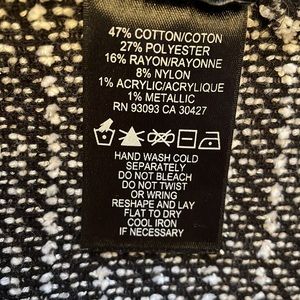 47% COTTON/COTON
27% POLYESTER
16% RAYON/RAYONNE
8% NYLON
1% ACRYLIC/ACRYLIQUE
1% METALLIC
RN 93093 CA 30427
HAND WASH COLD
SEPARATELY
DO NOT BLEACH
DO NOT TWIST
OR WRING
RESHAPE AND LAY
FLAT TO DRY
COOL IRON
IF NECESSARY